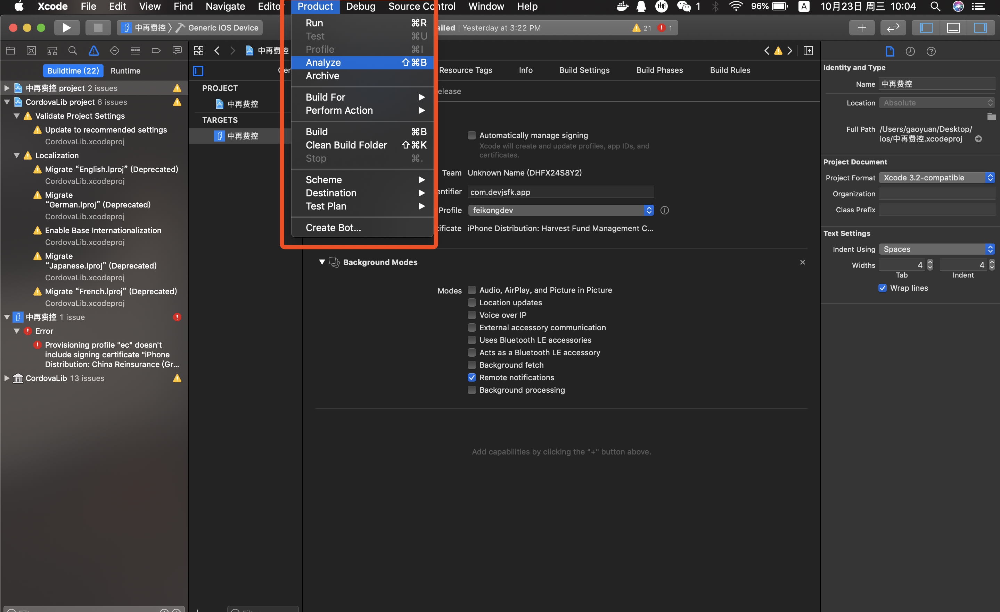 Xcode File Edit View Find Navigate Editor Product Debug Source Control Window Help 1 96% A 10月23日 周三 10:04
中再费控 Generic iOS Device ailed | Yesterday at 3:22 PM 21 1
Run ⌘R
Test ⌘U
Profile ⌘I
Analyze ⇧⌘B
Archive
Build For
Perform Action
Build ⌘B
Clean Build Folder ⇧⌘K
Stop ⌘.
Scheme
Destination
Test Plan
Create Bot...
Buildtime (22) Runtime
中再费控 project 2 issues
CordovaLib project 6 issues
Validate Project Settings
Update to recommended settings
CordovaLib.xcodeproj
Localization
Migrate “English.lproj” (Deprecated)
CordovaLib.xcodeproj
Migrate
“German.lproj” (Deprecated)
CordovaLib.xcodeproj
Enable Base Internationalization
CordovaLib.xcodeproj
Migrate
“Japanese.lproj” (Deprecated)
CordovaLib.xcodeproj
Migrate “French.lproj” (Deprecated)
CordovaLib.xcodeproj
中再费控 1 issue
Error
Provisioning profile "ec" doesn't
include signing certificate "iPhone
Distribution: China Reinsurance (Gr...
CordovaLib 13 issues
中再费控
PROJECT
中再费控
TARGETS
中再费控
Resource Tags Info Build Settings Build Phases Build Rules
elease
Automatically manage signing
Xcode will create and update profiles, app IDs, and
certificates.
Team Unknown Name (DHFX24S8Y2)
entifier com.devjsfk.app
Profile feikongdev
tificate iPhone Distribution: Harvest Fund Management C...
Background Modes
Modes Audio, AirPlay, and Picture in Picture
Location updates
Voice over IP
External accessory communication
Uses Bluetooth LE accessories
Acts as a Bluetooth LE accessory
Background fetch
Remote notifications
Background processing
Add capabilities by clicking the "+" button above.
Identity and Type
Name 中再费控
Location Absolute
Full Path /Users/gaoyuan/Desktop/
ios/中再费控.xcodeproj
Project Document
Project Format Xcode 3.2-compatible
Organization
Class Prefix
Text Settings
Indent Using Spaces
Widths 4 4
Tab Indent
Wrap lines